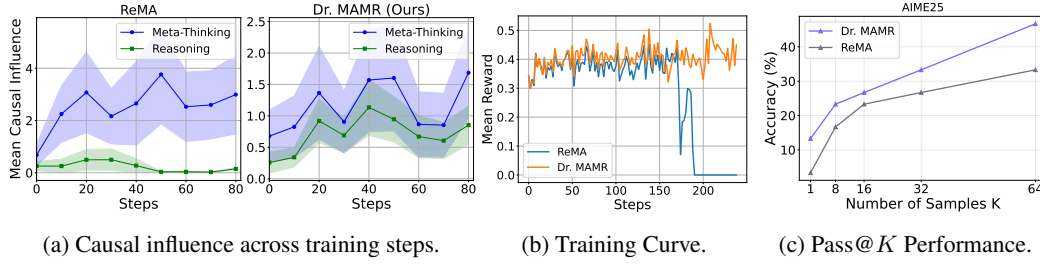 ReMA
Mean Causal Influence
4
2
0
Meta-Thinking
Reasoning
0 20 40 60 80
Steps
Dr. MAMR (Ours)
2.5
2.0
1.5
1.0
0.5
0.0
Meta-Thinking
Reasoning
0 20 40 60 80
Steps
(a) Causal influence across training steps.
Mean Reward
0.5
0.4
0.3
0.2
0.1
0.0
ReMA
Dr. MAMR
0 50 100 150 200
Steps
(b) Training Curve.
AIME25
Accuracy (%)
40
30
20
10
Dr. MAMR
ReMA
1 8 16 32 64
Number of Samples K
(c) Pass@K Performance.